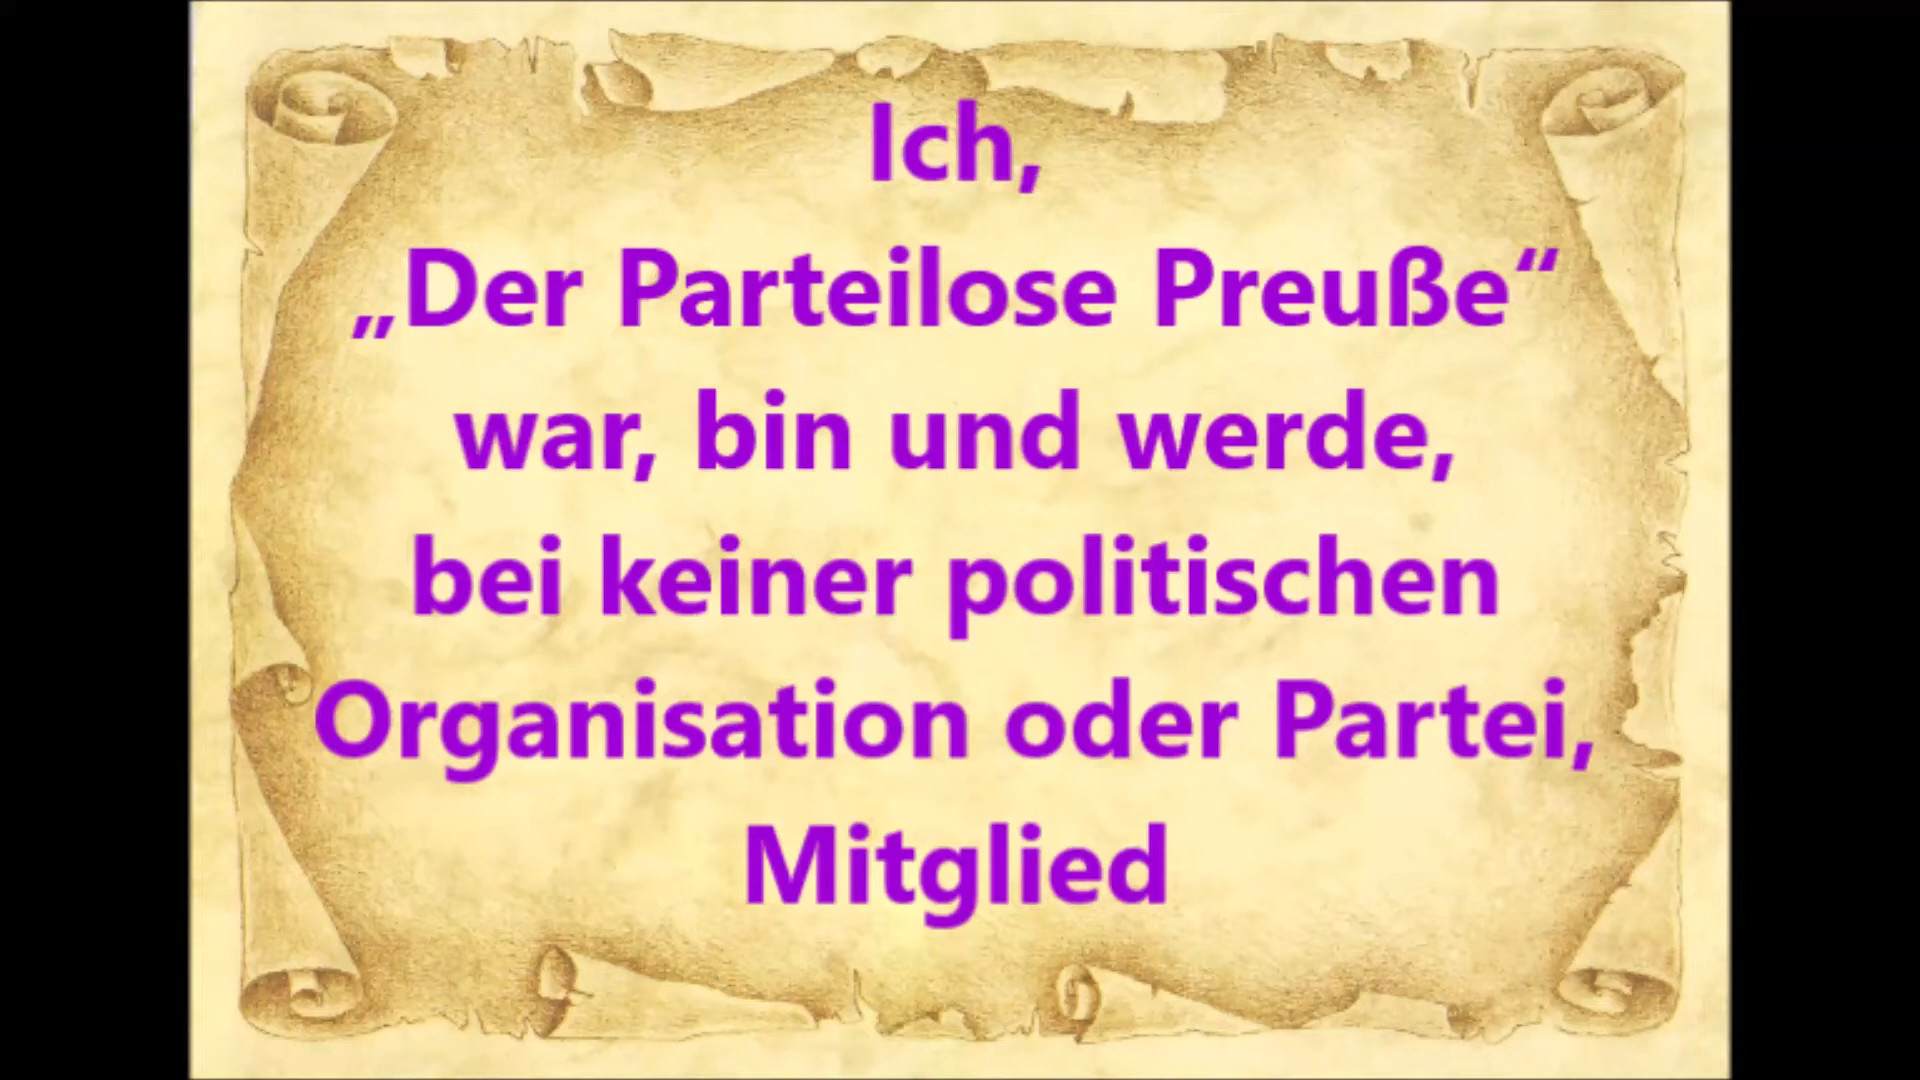 Ich,
„Der Parteilose Preuße“
war, bin und werde,
bei keiner politischen
Organisation oder Partei,
Mitglied